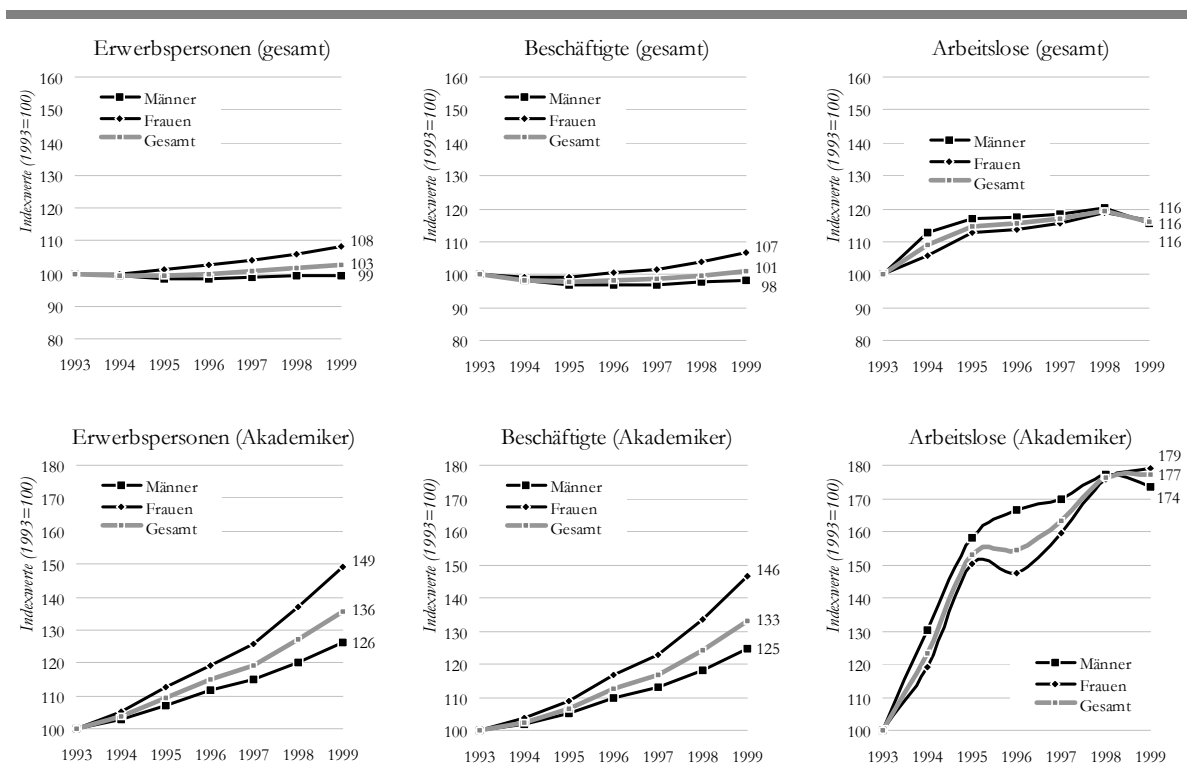 Erwerbspersonen (gesamt)
Indexwerte (1993=100)
160
150
140
130
120
110
100
90
80
Männer
Frauen
Gesamt
108
103
99
1993 1994 1995 1996 1997 1998 1999
Beschäftigte (gesamt)
Indexwerte (1993=100)
160
150
140
130
120
110
100
90
80
Männer
Frauen
Gesamt
107
101
98
1993 1994 1995 1996 1997 1998 1999
Arbeitslose (gesamt)
Indexwerte (1993=100)
160
150
140
130
120
110
100
90
80
Männer
Frauen
Gesamt
116
116
116
1993 1994 1995 1996 1997 1998 1999
Erwerbspersonen (Akademiker)
Indexwerte (1993=100)
180
170
160
150
140
130
120
110
100
Männer
Frauen
Gesamt
149
136
126
1993 1994 1995 1996 1997 1998 1999
Beschäftigte (Akademiker)
Indexwerte (1993=100)
180
170
160
150
140
130
120
110
100
Männer
Frauen
Gesamt
146
133
125
1993 1994 1995 1996 1997 1998 1999
Arbeitslose (Akademiker)
Indexwerte (1993=100)
180
170
160
150
140
130
120
110
100
179
177
174
Männer
Frauen
Gesamt
1993 1994 1995 1996 1997 1998 1999